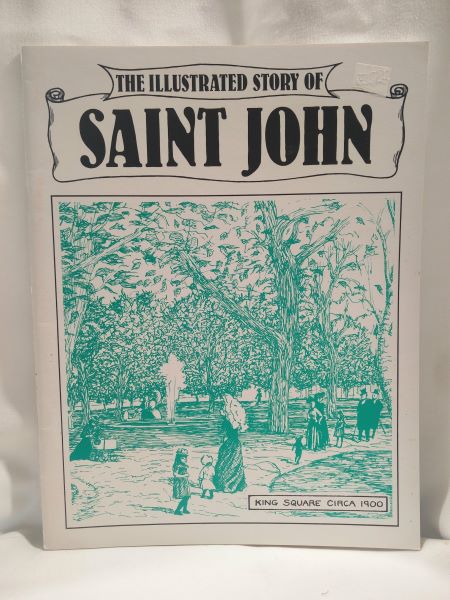 THE ILLUSTRATED STORY OF
SAINT JOHN
KING SQUARE CIRCA 1900